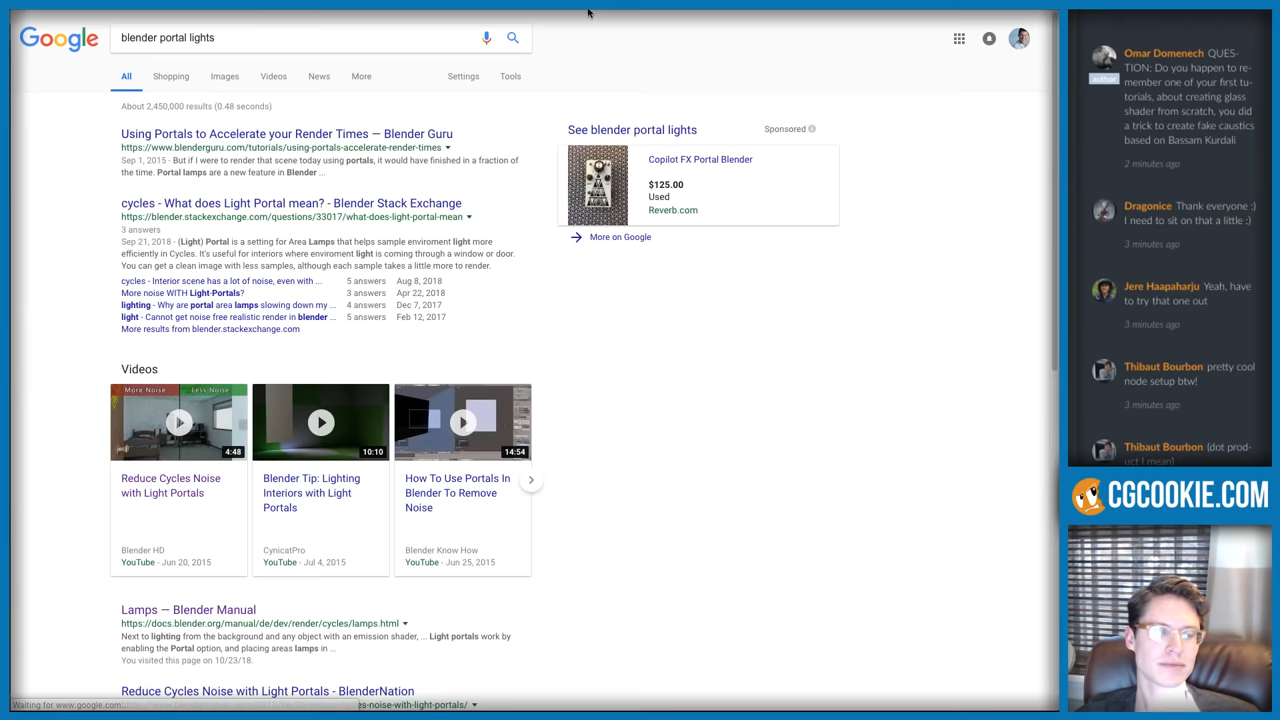 Google
blender portal lights
All
Shopping
Images
Videos
News
More
Settings
Tools
About 2,450,000 results (0.48 seconds)
Using Portals to Accelerate your Render Times — Blender Guru
https://www.blenderguru.com/tutorials/using-portals-accelerate-render-times
Sep 1, 2015 - But if I were to render that scene today using portals, it would have finished in a fraction of
the time. Portal lamps are a new feature in Blender ...
cycles - What does Light Portal mean? - Blender Stack Exchange
https://blender.stackexchange.com/questions/33017/what-does-light-portal-mean
3 answers
Sep 21, 2018 - (Light) Portal is a setting for Area Lamps that helps sample enviroment light more
efficiently in Cycles. It's useful for interiors where enviroment light is coming through a window or door.
You can get a clean image with less samples, although each sample takes a little more to render.
cycles - Interior scene has a lot of noise, even with ... 5 answers Aug 8, 2018
More noise WITH Light-Portals? 3 answers Apr 22, 2018
lighting - Why are portal area lamps slowing down my ... 4 answers Dec 7, 2017
light - Cannot get noise free realistic render in blender ... 5 answers Feb 12, 2017
More results from blender.stackexchange.com
Videos
More Noise
Less Noise
4:48
10:10
14:54
Reduce Cycles Noise
with Light Portals
Blender HD
YouTube - Jun 20, 2015
Blender Tip: Lighting
Interiors with Light
Portals
CynicatPro
YouTube - Jul 4, 2015
How To Use Portals In
Blender To Remove
Noise
Blender Know How
YouTube - Jun 25, 2015
Lamps — Blender Manual
https://docs.blender.org/manual/de/dev/render/cycles/lamps.html
Next to lighting from the background and any object with an emission shader, ... Light portals work by
enabling the Portal option, and placing areas lamps in ...
You visited this page on 10/23/18.
Reduce Cycles Noise with Light Portals - BlenderNation
es-noise-with-light-portals/
Waiting for www.google.com...
See blender portal lights
Sponsored
Copilot FX Portal Blender
$125.00
Used
Reverb.com
More on Google
Omar Domenech QUES-
TION: Do you happen to re-
member one of your first tu-
torials, about creating glass
shader from scratch, you did
a trick to create fake caustics
based on Bassam Kurdali
author
2 minutes ago
Dragonice Thank everyone :)
I need to sit on that a little ;)
3 minutes ago
Jere Haapaharju Yeah, have
to try that one out
3 minutes ago
Thibaut Bourbon pretty cool
node setup btw!
3 minutes ago
Thibaut Bourbon (dot prod-
uct I mean)
CGCOOKIE.COM